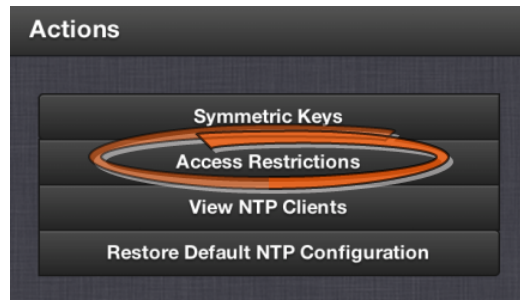 Actions
Symmetric Keys
Access Restrictions
View NTP Clients
Restore Default NTP Configuration